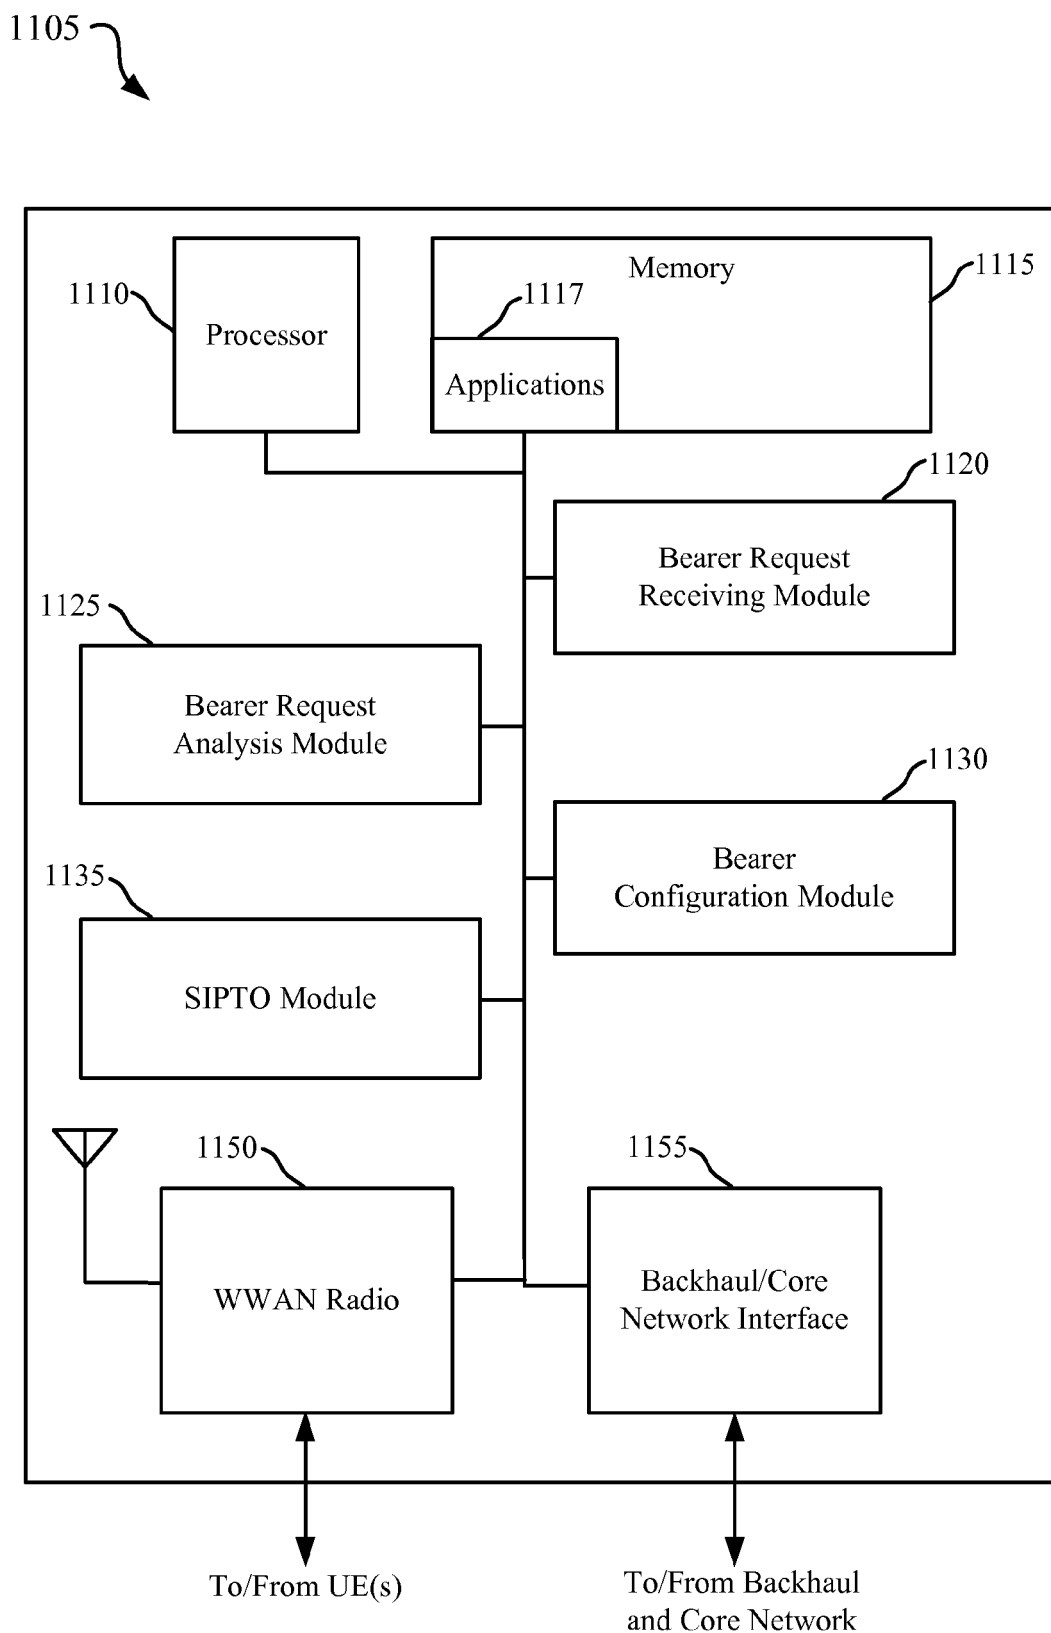 1105
1110
Processor
Memory
1115
1117
Applications
1120
Bearer Request
Receiving Module
1125
Bearer Request
Analysis Module
1130
Bearer
Configuration Module
1135
SIPTO Module
1150
WWAN Radio
1155
Backhaul/Core
Network Interface
To/From UE(s)
To/From Backhaul
and Core Network